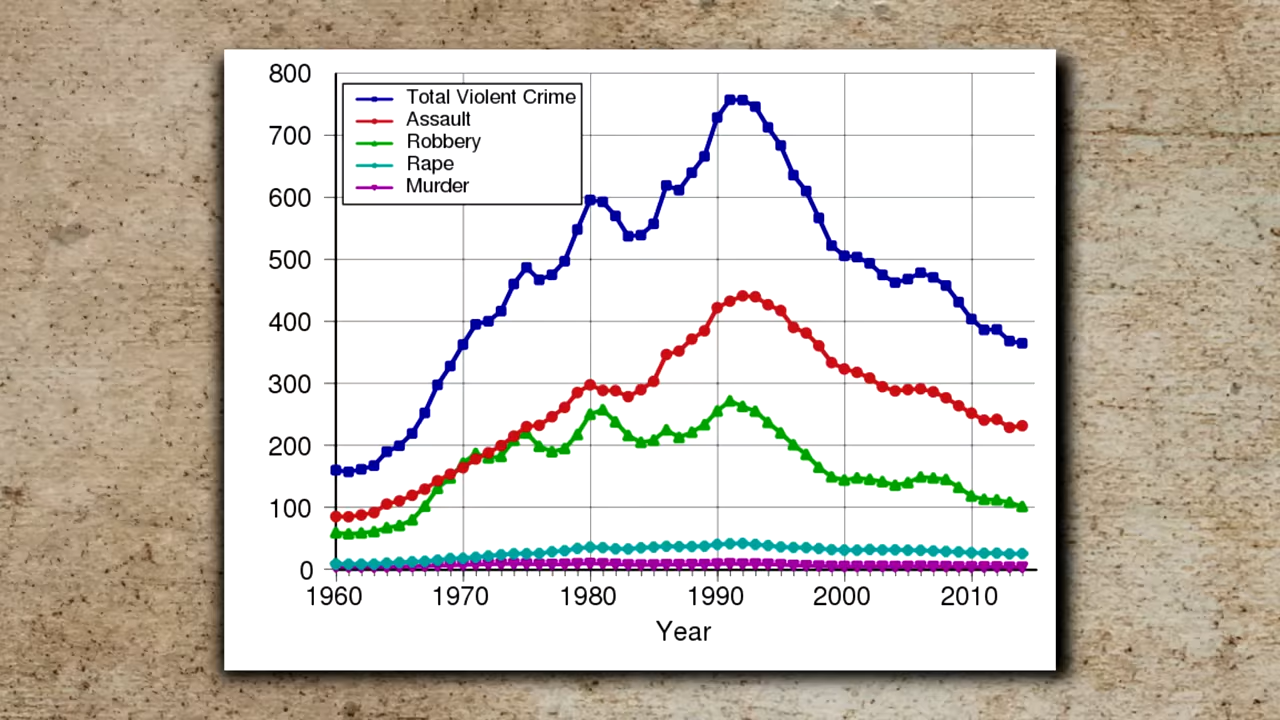 800
700
600
500
400
300
200
100
0
Total Violent Crime
Assault
Robbery
Rape
Murder
1960 1970 1980 1990 2000 2010
Year